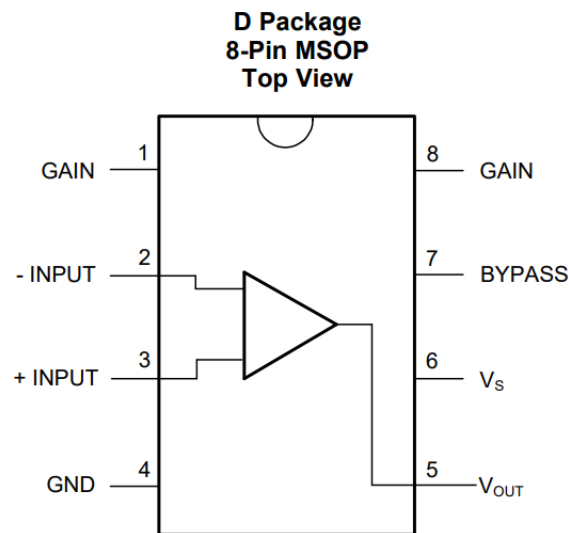 D Package
8-Pin MSOP
Top View
GAIN 1
8 GAIN
- INPUT 2
7 BYPASS
+ INPUT 3
6 VS
GND 4
5 VOUT